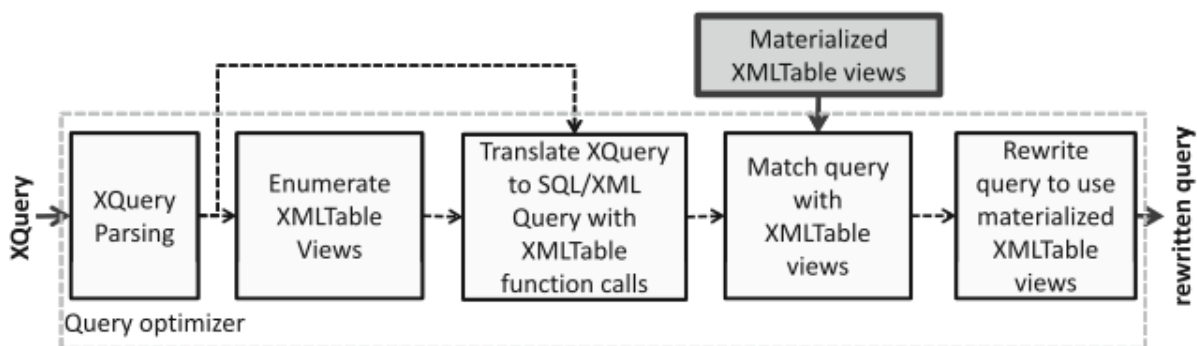 Materialized
XMLTable views
XQuery
XQuery
Parsing
Enumerate
XMLTable
Views
Translate XQuery
to SQL/XML
Query with
XMLTable
function calls
Match query
with
XMLTable
views
Rewrite
query to use
materialized
XMLTable
views
rewritten query
Query optimizer